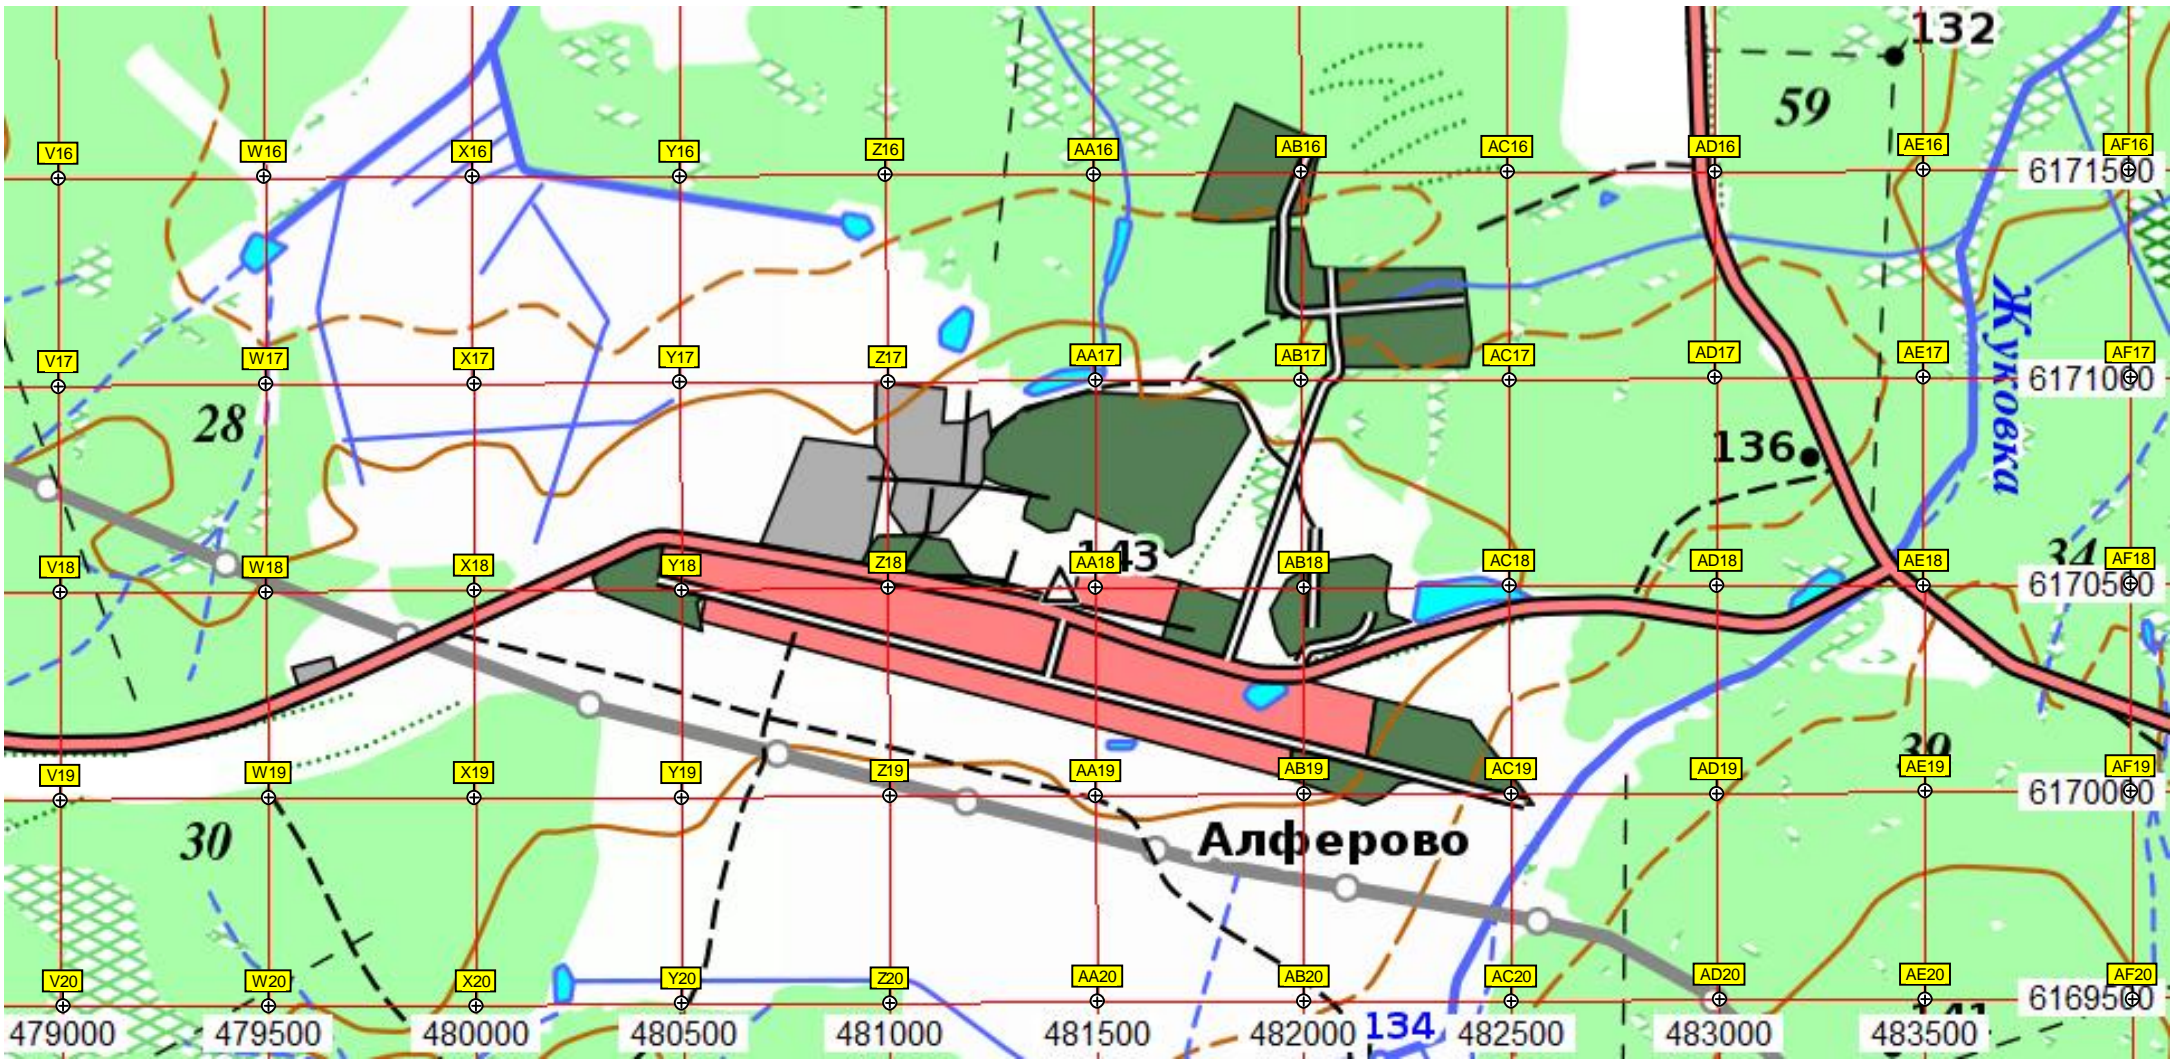 132
59
V16 W16 X16 Y16 Z16 AA16 AB16 AC16 AD16 AE16 AF16
6171500
Жуковка
V17 W17 X17 Y17 Z17 AA17 AB17 AC17 AD17 AE17 AF17
6171000
28
136
143
34
V18 W18 X18 Y18 Z18 AA18 AB18 AC18 AD18 AE18 AF18
6170500
39
V19 W19 X19 Y19 Z19 AA19 AB19 AC19 AD19 AE19 AF19
6170000
30
Алферово
V20 W20 X20 Y20 Z20 AA20 AB20 AC20 AD20 AE20 AF20
6169500
141
134
479000 479500 480000 480500 481000 481500 482000 482500 483000 483500